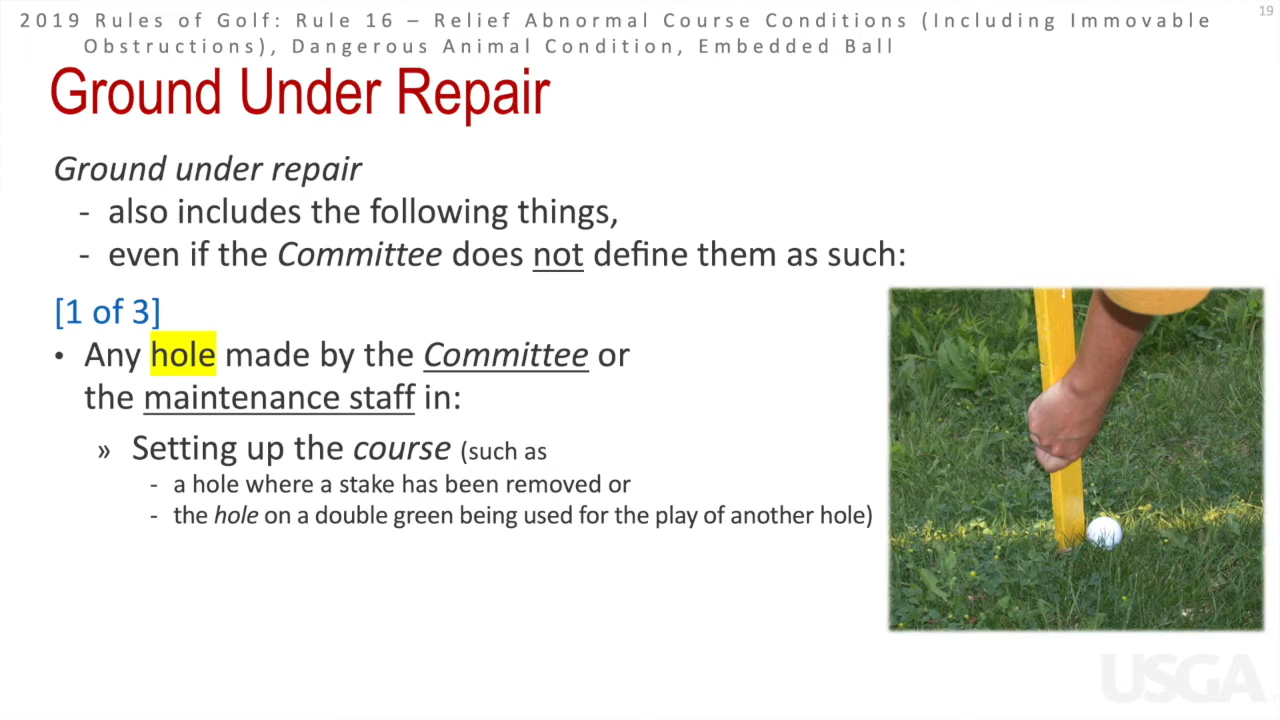 19
2019 Rules of Golf: Rule 16 – Relief Abnormal Course Conditions (Including Immovable
Obstructions), Dangerous Animal Condition, Embedded Ball
Ground Under Repair
Ground under repair
- also includes the following things,
- even if the Committee does not define them as such:
[1 of 3]
• Any hole made by the Committee or
the maintenance staff in:
» Setting up the course (such as
- a hole where a stake has been removed or
- the hole on a double green being used for the play of another hole)
USGA